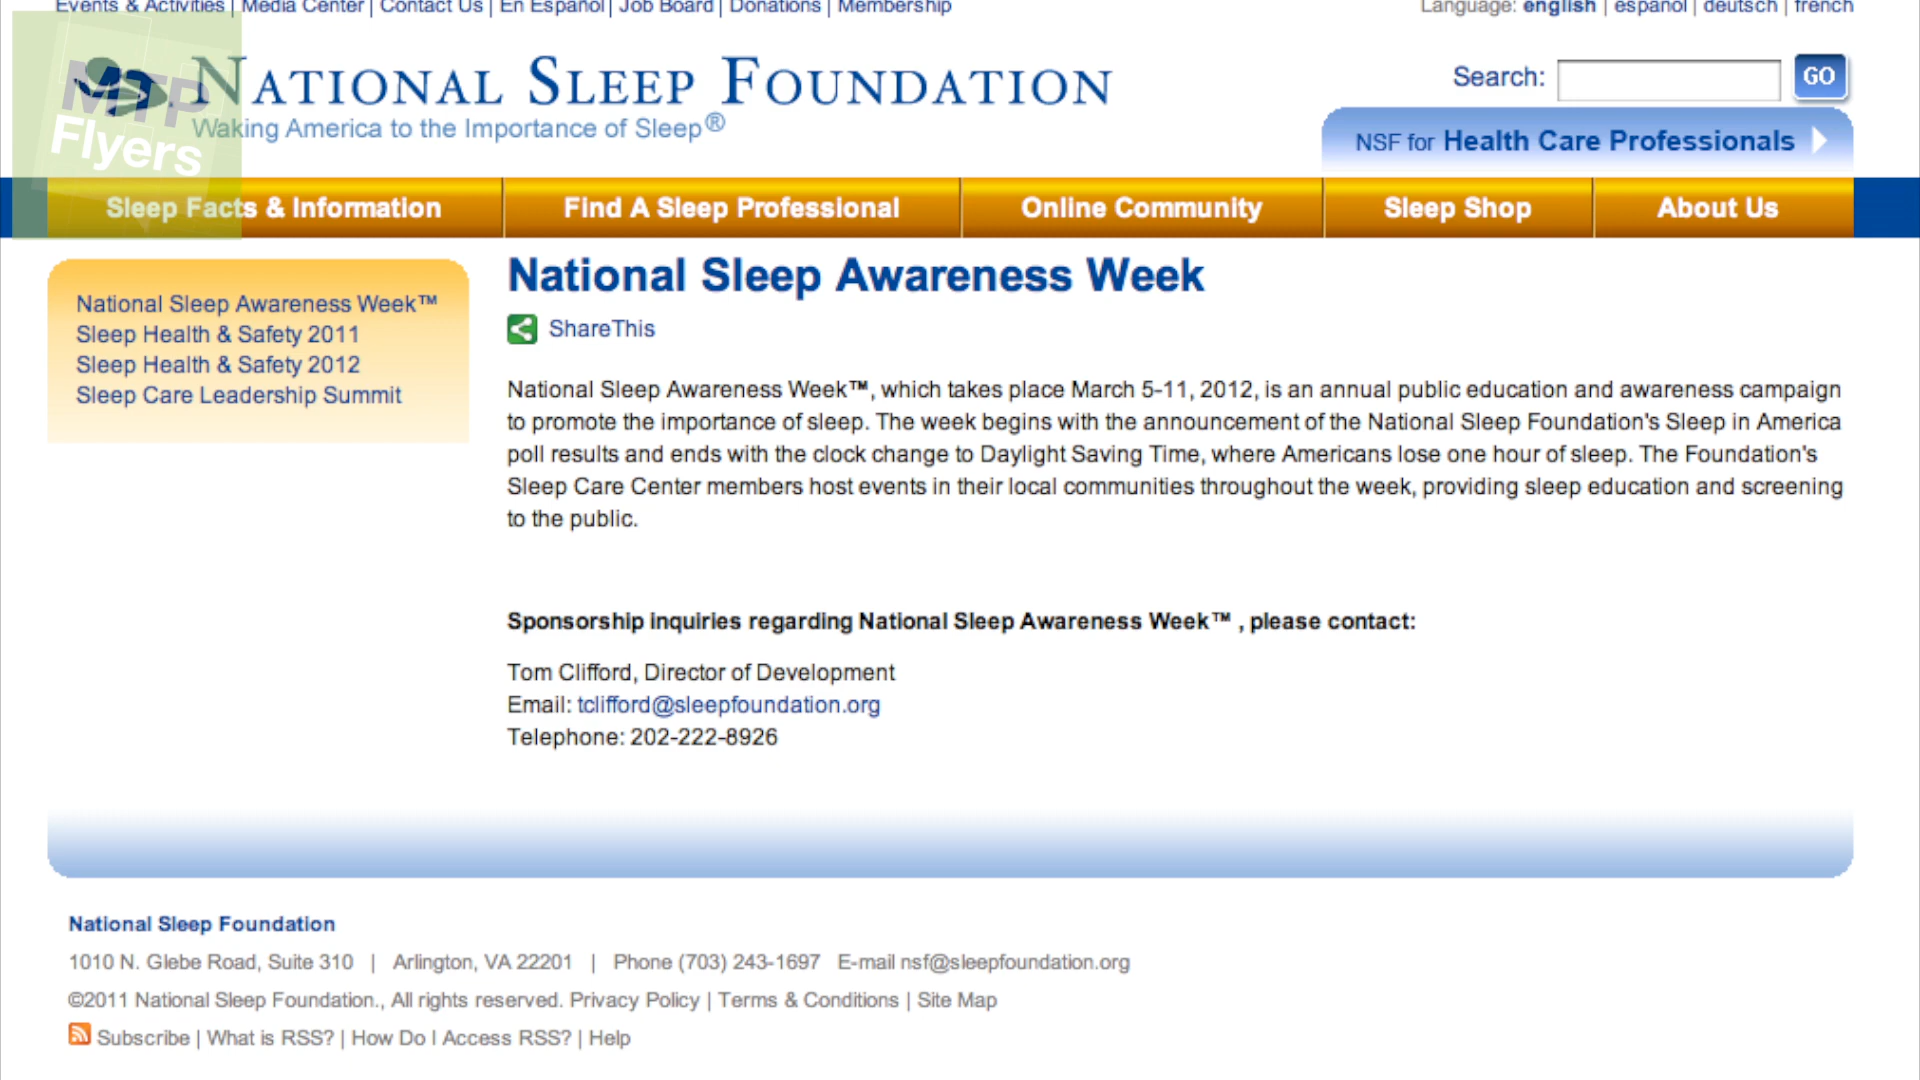 Events & Activities | Media Center | Contact Us | En Español | Job Board | Donations | Membership
Language: english | español | deutsch | french
MTP
Flyers
NATIONAL SLEEP FOUNDATION
Waking America to the Importance of Sleep®
Search: GO
NSF for Health Care Professionals
Sleep Facts & Information Find A Sleep Professional Online Community Sleep Shop About Us
National Sleep Awareness Week™
Sleep Health & Safety 2011
Sleep Health & Safety 2012
Sleep Care Leadership Summit
National Sleep Awareness Week
ShareThis
National Sleep Awareness Week™, which takes place March 5-11, 2012, is an annual public education and awareness campaign
to promote the importance of sleep. The week begins with the announcement of the National Sleep Foundation's Sleep in America
poll results and ends with the clock change to Daylight Saving Time, where Americans lose one hour of sleep. The Foundation's
Sleep Care Center members host events in their local communities throughout the week, providing sleep education and screening
to the public.
Sponsorship inquiries regarding National Sleep Awareness Week™ , please contact:
Tom Clifford, Director of Development
Email: tclifford@sleepfoundation.org
Telephone: 202-222-8926
National Sleep Foundation
1010 N. Glebe Road, Suite 310 | Arlington, VA 22201 | Phone (703) 243-1697 E-mail nsf@sleepfoundation.org
©2011 National Sleep Foundation., All rights reserved. Privacy Policy | Terms & Conditions | Site Map
Subscribe | What is RSS? | How Do I Access RSS? | Help